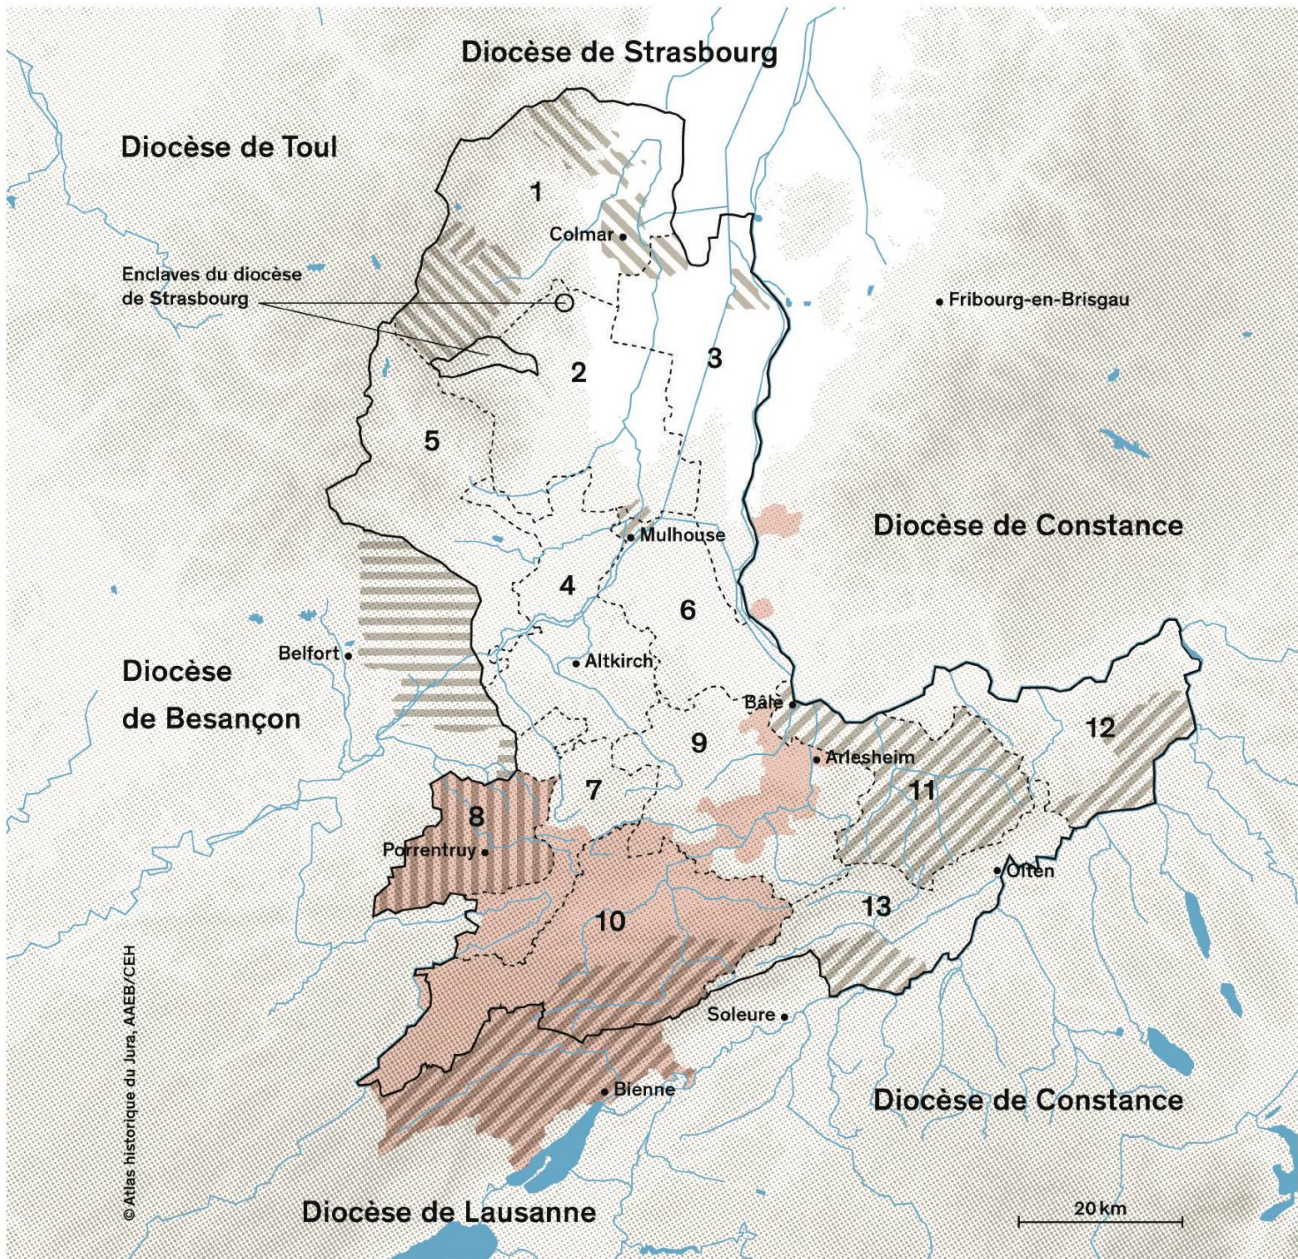 Diocèse de Strasbourg
Diocèse de Toul
1
Colmar
Enclaves du diocèse
de Strasbourg
Fribourg-en-Brisgau
3
2
5
Diocèse de Constance
Mulhouse
4
6
Belfort
Altkirch
Diocèse
de Besançon
Bâle
12
9
Arlesheim
7
11
8
Porrentruy
Olten
13
10
Soleure
Bienne
Diocèse de Constance
© Atlas historique du Jura, AAEB/CEH
Diocèse de Lausanne
20 km